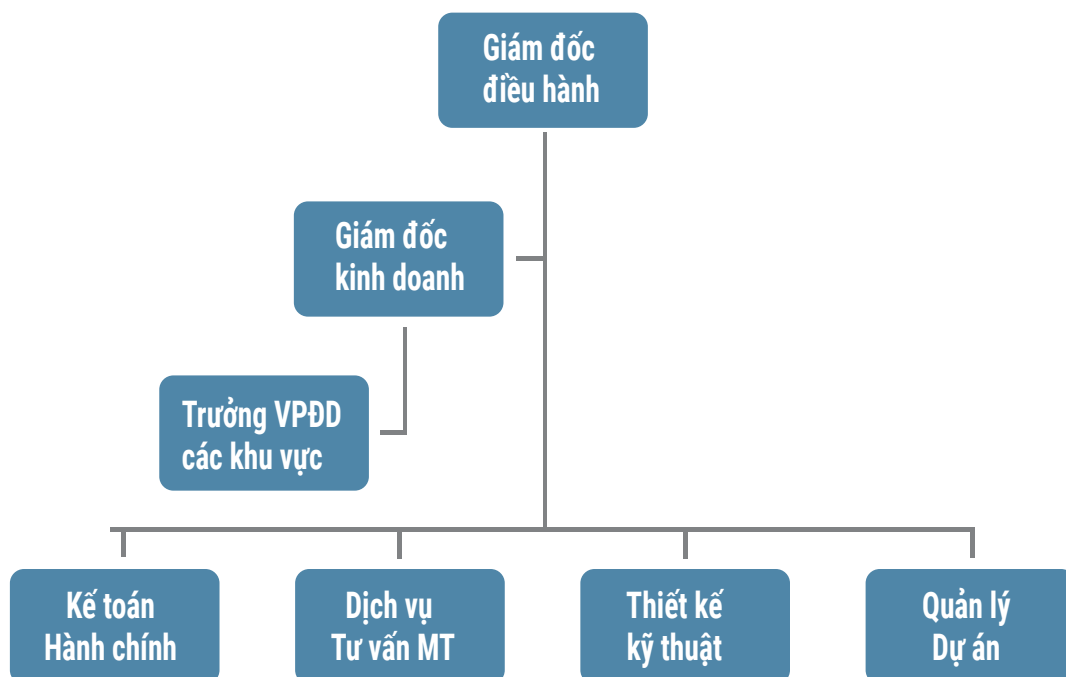 Giám đốc
điều hành
Giám đốc
kinh doanh
Trưởng VPĐD
các khu vực
Kế toán
Hành chính
Dịch vụ
Tư vấn MT
Thiết kế
kỹ thuật
Quản lý
Dự án